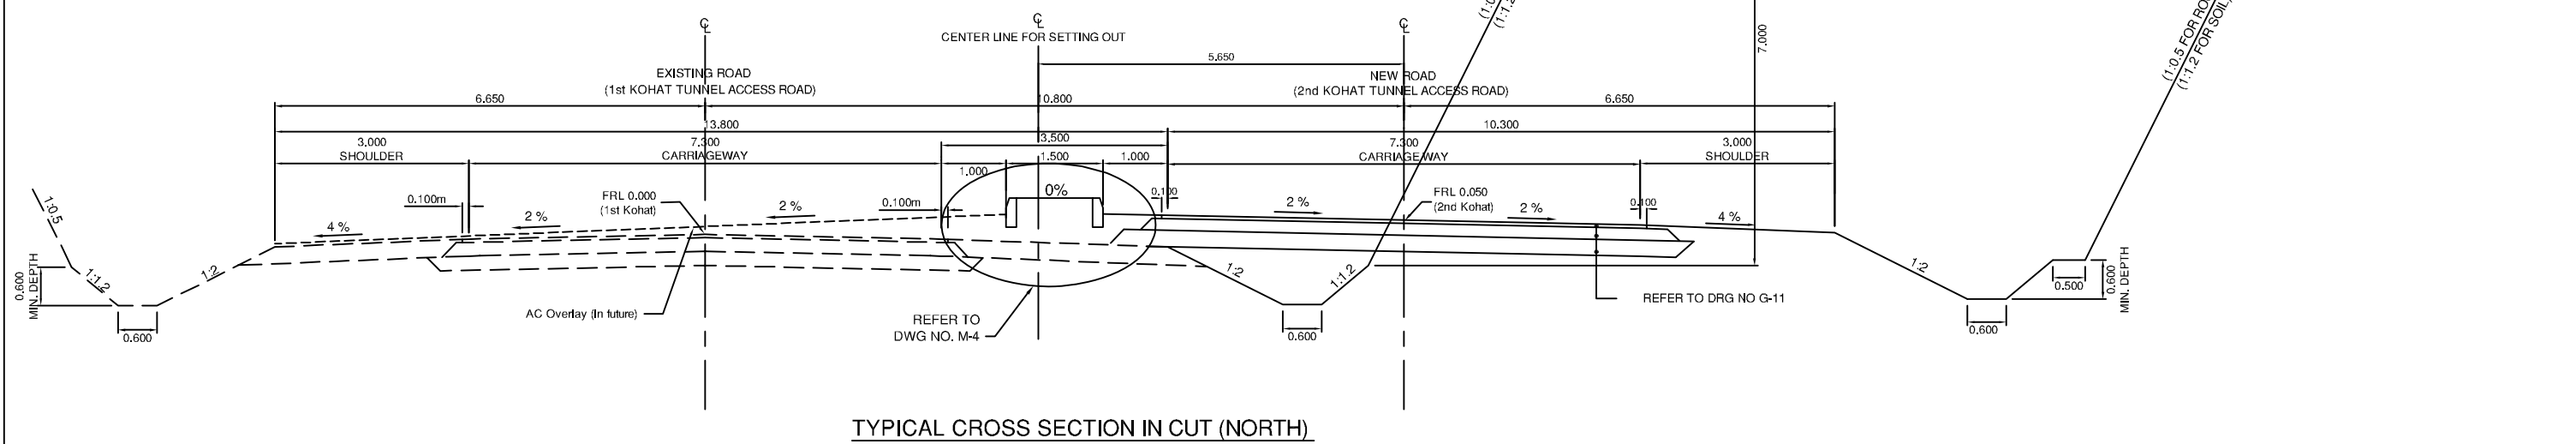 ℄
℄
℄
CENTER LINE FOR SETTING OUT
5.650
7.000
(1:1.2
(1:0.5 FOR RO
(1:1.2 FOR SOIL)
EXISTING ROAD
(1st KOHAT TUNNEL ACCESS ROAD)
NEW ROAD
(2nd KOHAT TUNNEL ACCESS ROAD)
6.650
10.800
6.650
13.800
10.300
3.000
7.300
3.500
7.300
3.000
SHOULDER
CARRIAGEWAY
1.500
1.000
CARRIAGEWAY
SHOULDER
1.000
0%
0.100
FRL 0.000
(1st Kohat)
FRL 0.050
(2nd Kohat)
0.100m
0.100m
0.100
4 %
2 %
2 %
2 %
2 %
4 %
1:0.5
1:1.2
1:2
1:2
1:1.2
1:2
0.600
MIN. DEPTH
0.600
MIN. DEPTH
0.500
0.600
0.600
0.600
AC Overlay (In future)
REFER TO
DWG NO. M-4
REFER TO DRG NO G-11
TYPICAL CROSS SECTION IN CUT (NORTH)